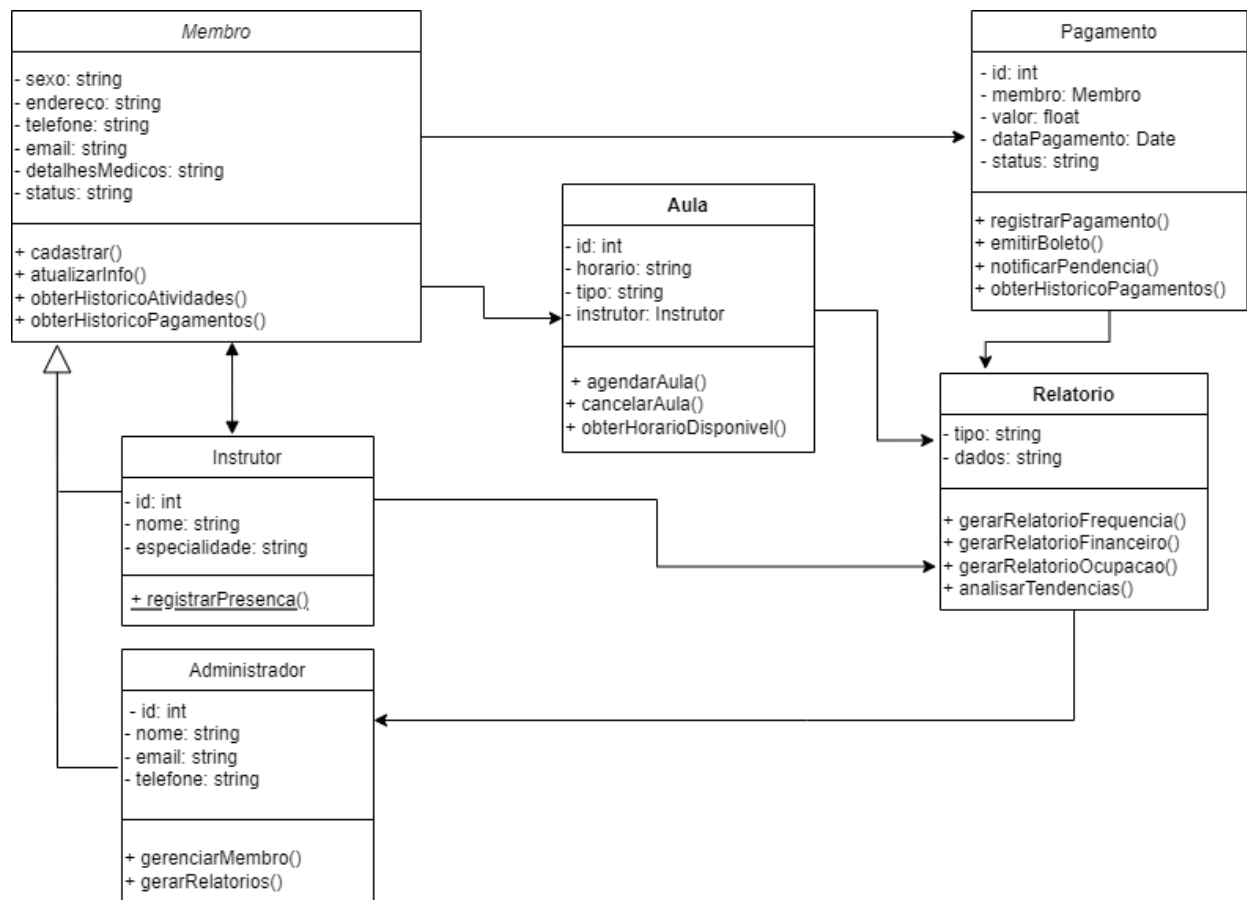 Membro
- sexo: string
- endereco: string
- telefone: string
- email: string
- detalhesMedicos: string
- status: string
+ cadastrar()
+ atualizarInfo()
+ obterHistoricoAtividades()
+ obterHistoricoPagamentos()
Pagamento
- id: int
- membro: Membro
- valor: float
- dataPagamento: Date
- status: string
+ registrarPagamento()
+ emitirBoleto()
+ notificarPendencia()
+ obterHistoricoPagamentos()
Aula
- id: int
- horario: string
- tipo: string
- instrutor: Instrutor
+ agendarAula()
+ cancelarAula()
+ obterHorarioDisponivel()
Relatorio
- tipo: string
- dados: string
+ gerarRelatorioFrequencia()
+ gerarRelatorioFinanceiro()
+ gerarRelatorioOcupacao()
+ analisarTendencias()
Instrutor
- id: int
- nome: string
- especialidade: string
+ registrarPresenca()
Administrador
- id: int
- nome: string
- email: string
- telefone: string
+ gerenciarMembro()
+ gerarRelatorios()